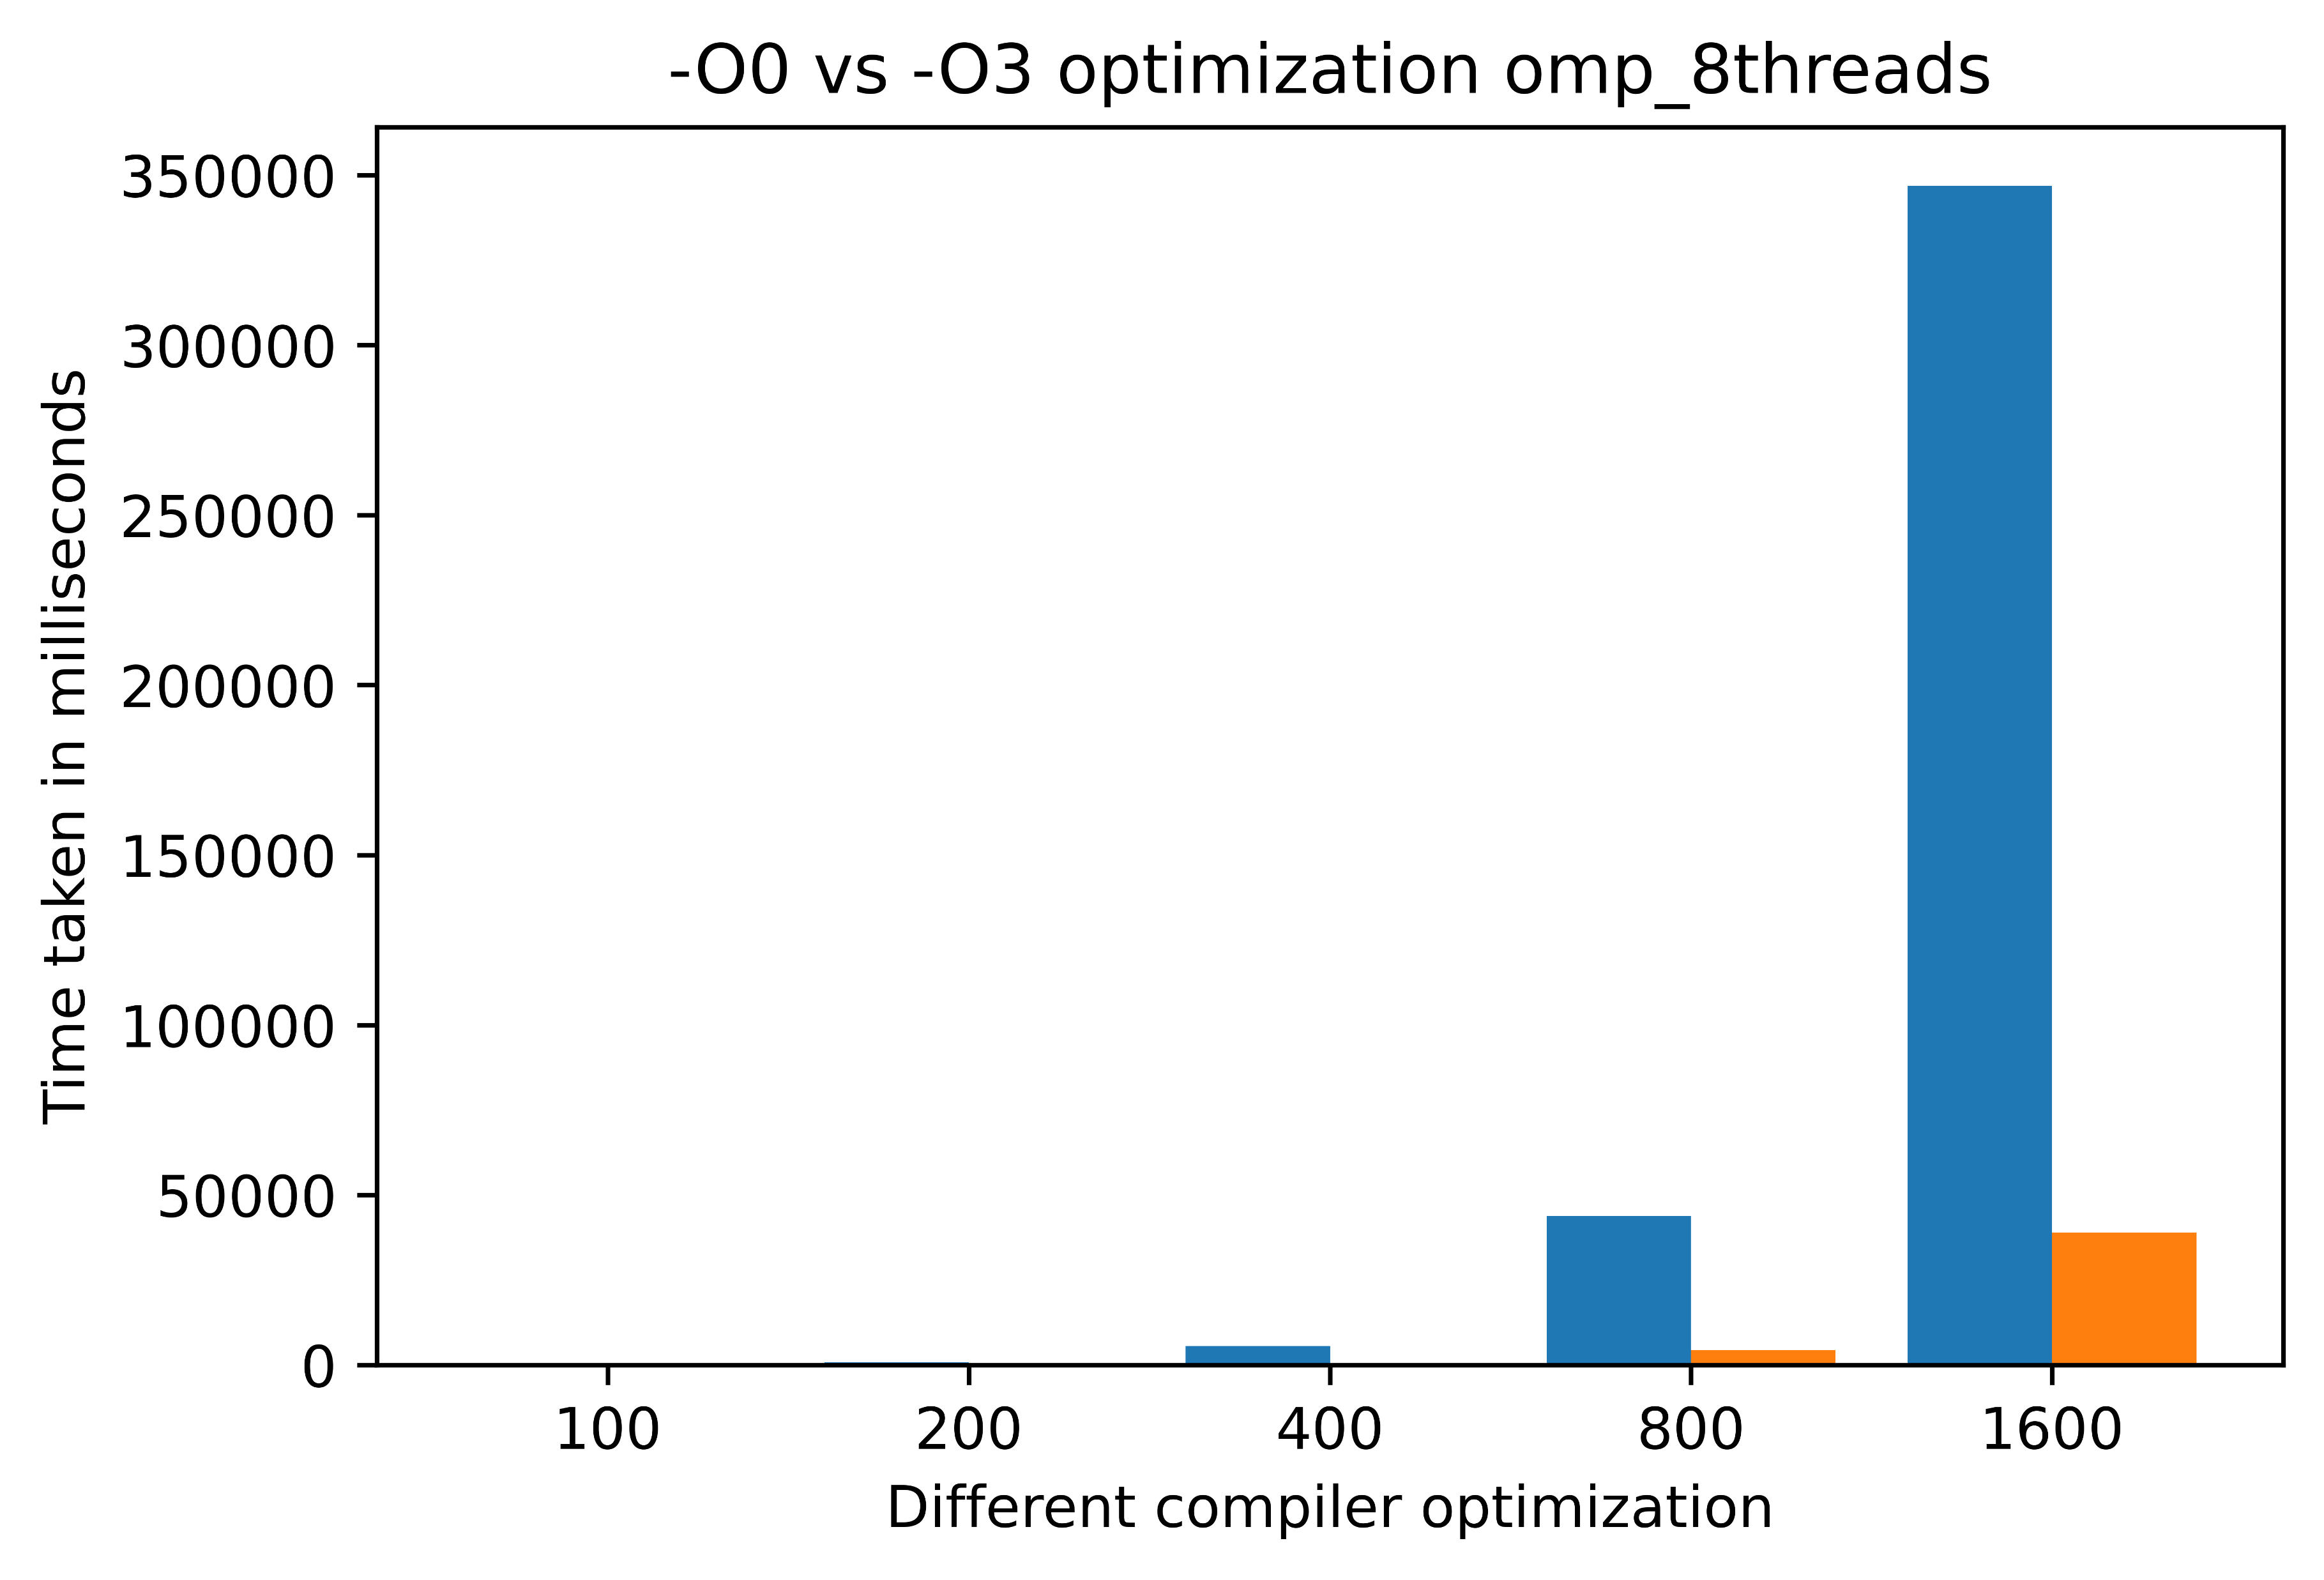 -O0 vs -O3 optimization omp_8threads
Time taken in milliseconds
350000
300000
250000
200000
150000
100000
50000
0
100 200 400 800 1600
Different compiler optimization